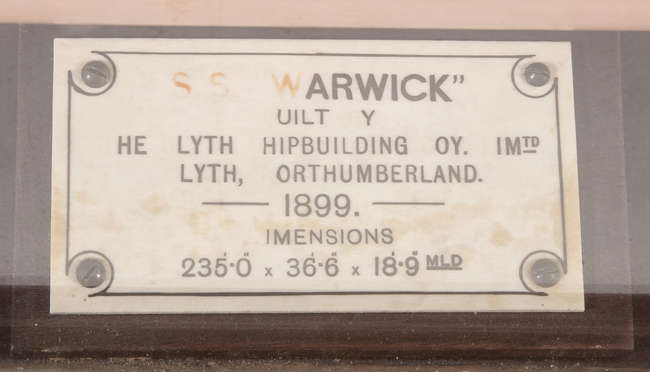 S S WARWICK"
UILT Y
HE LYTH HIPBUILDING OY. IMTD
LYTH, ORTHUMBERLAND.
1899.
IMENSIONS
235'·0" x 36'·6" x 18'·9" MLD